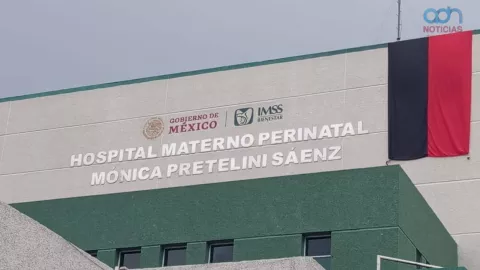 adn
NOTICIAS
GOBIERNO DE
MÉXICO
IMSS
BIENESTAR
HOSPITAL MATERNO PERINATAL
MÓNICA PRETELINI SÁENZ